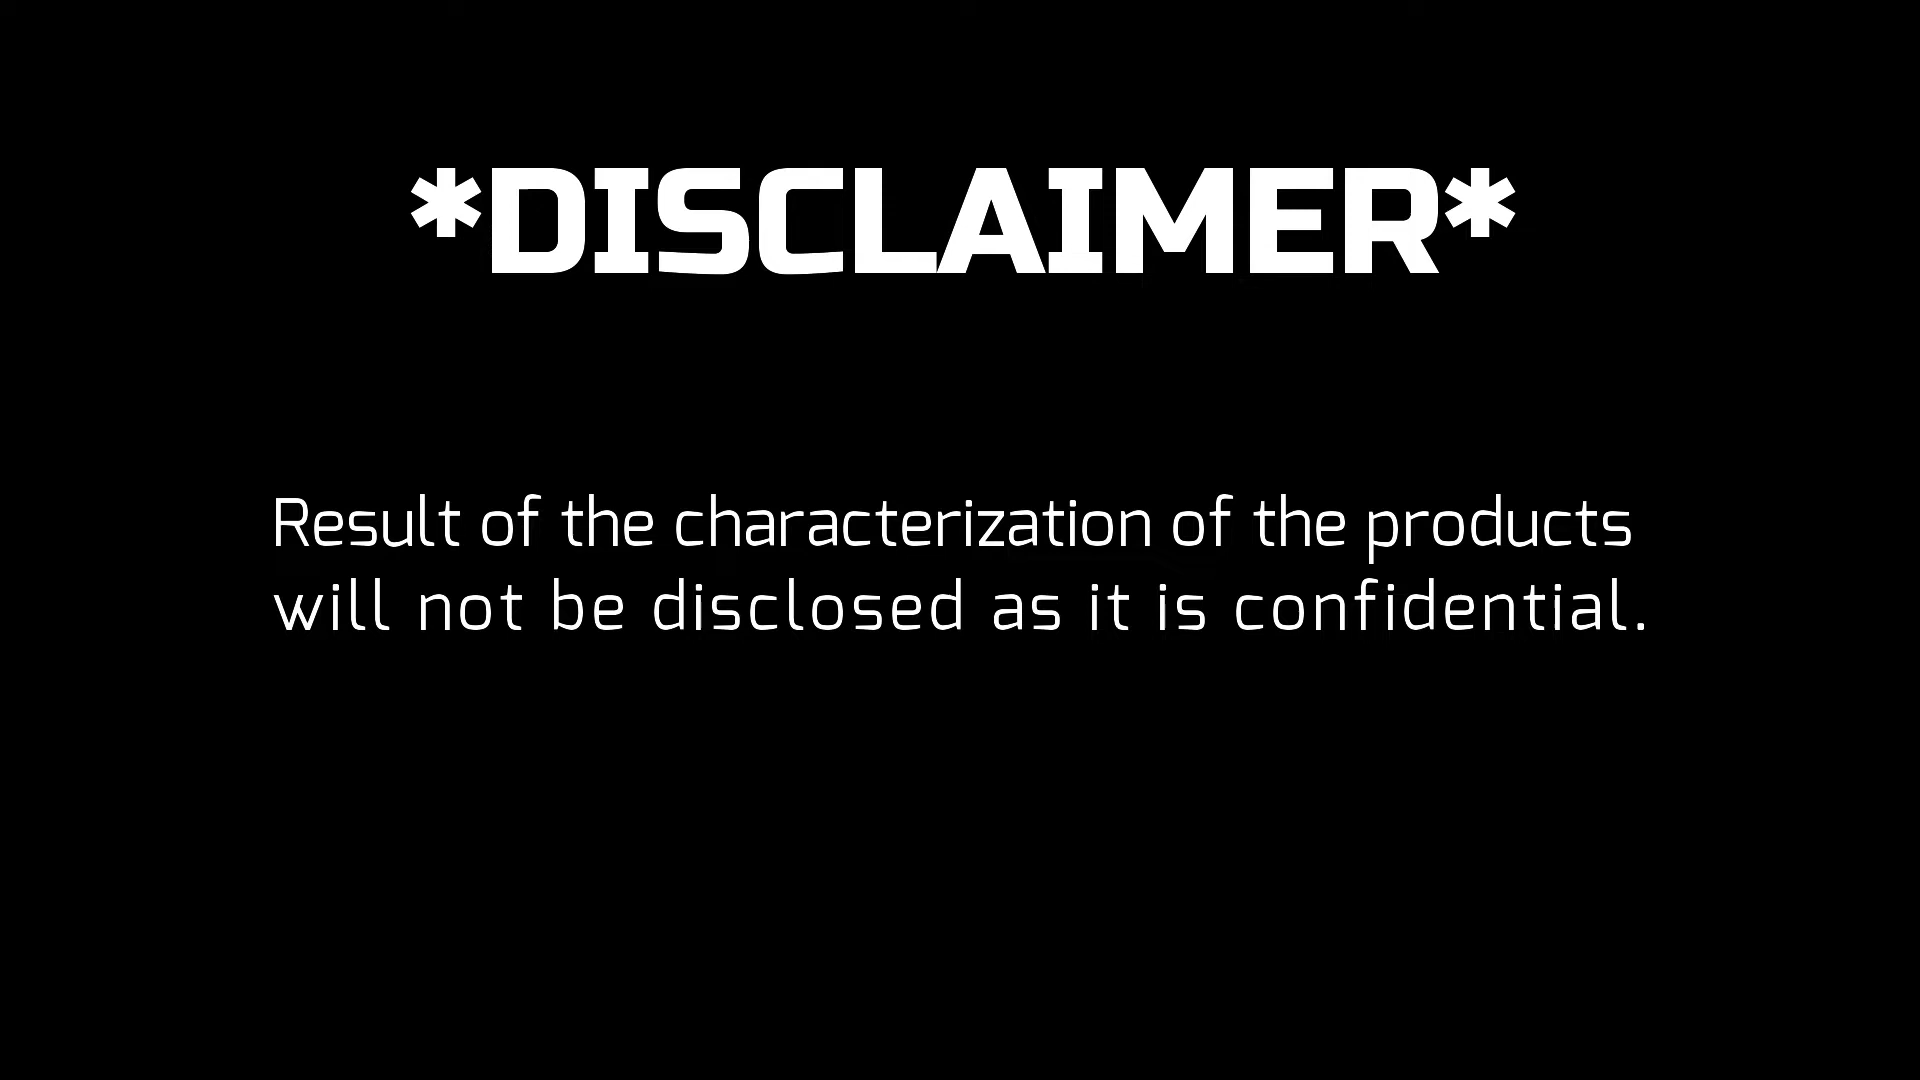 *DISCLAIMER*
Result of the characterization of the products
will not be disclosed as it is confidential.